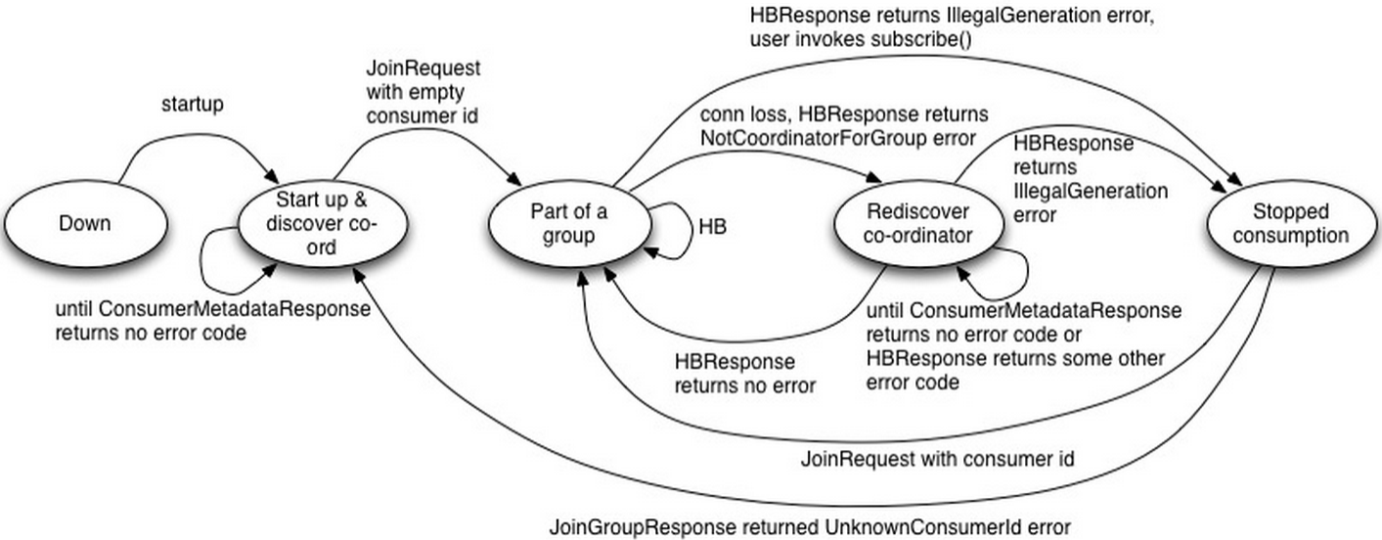 HBResponse returns IllegalGeneration error,
user invokes subscribe()
JoinRequest
with empty
consumer id
startup
conn loss, HBResponse returns
NotCoordinatorForGroup error
HBResponse
returns
IllegalGeneration
error
Down
Start up &
discover co-
ord
Part of a
group
HB
Rediscover
co-ordinator
Stopped
consumption
until ConsumerMetadataResponse
returns no error code
until ConsumerMetadataResponse
returns no error code or
HBResponse returns some other
error code
HBResponse
returns no error
JoinRequest with consumer id
JoinGroupResponse returned UnknownConsumerId error